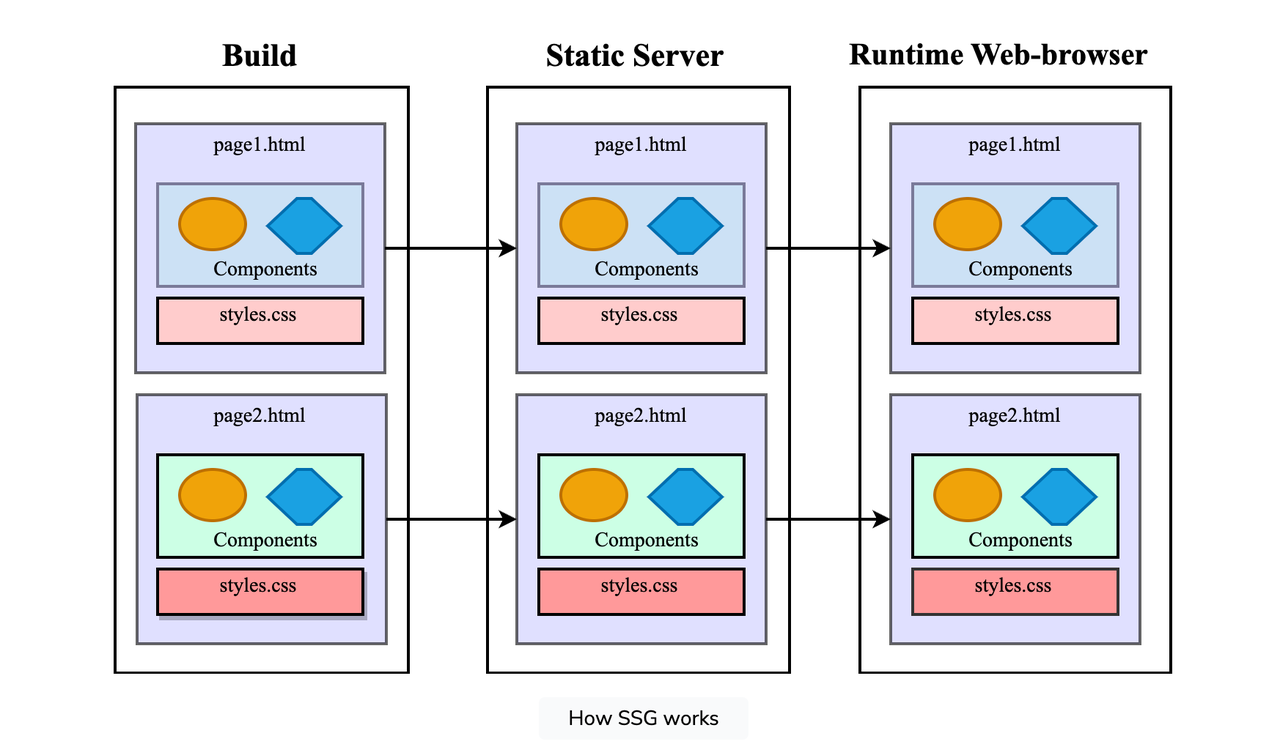 Build
Static Server
Runtime Web-browser
page1.html
Components
styles.css
page1.html
Components
styles.css
page1.html
Components
styles.css
page2.html
Components
styles.css
page2.html
Components
styles.css
page2.html
Components
styles.css
How SSG works